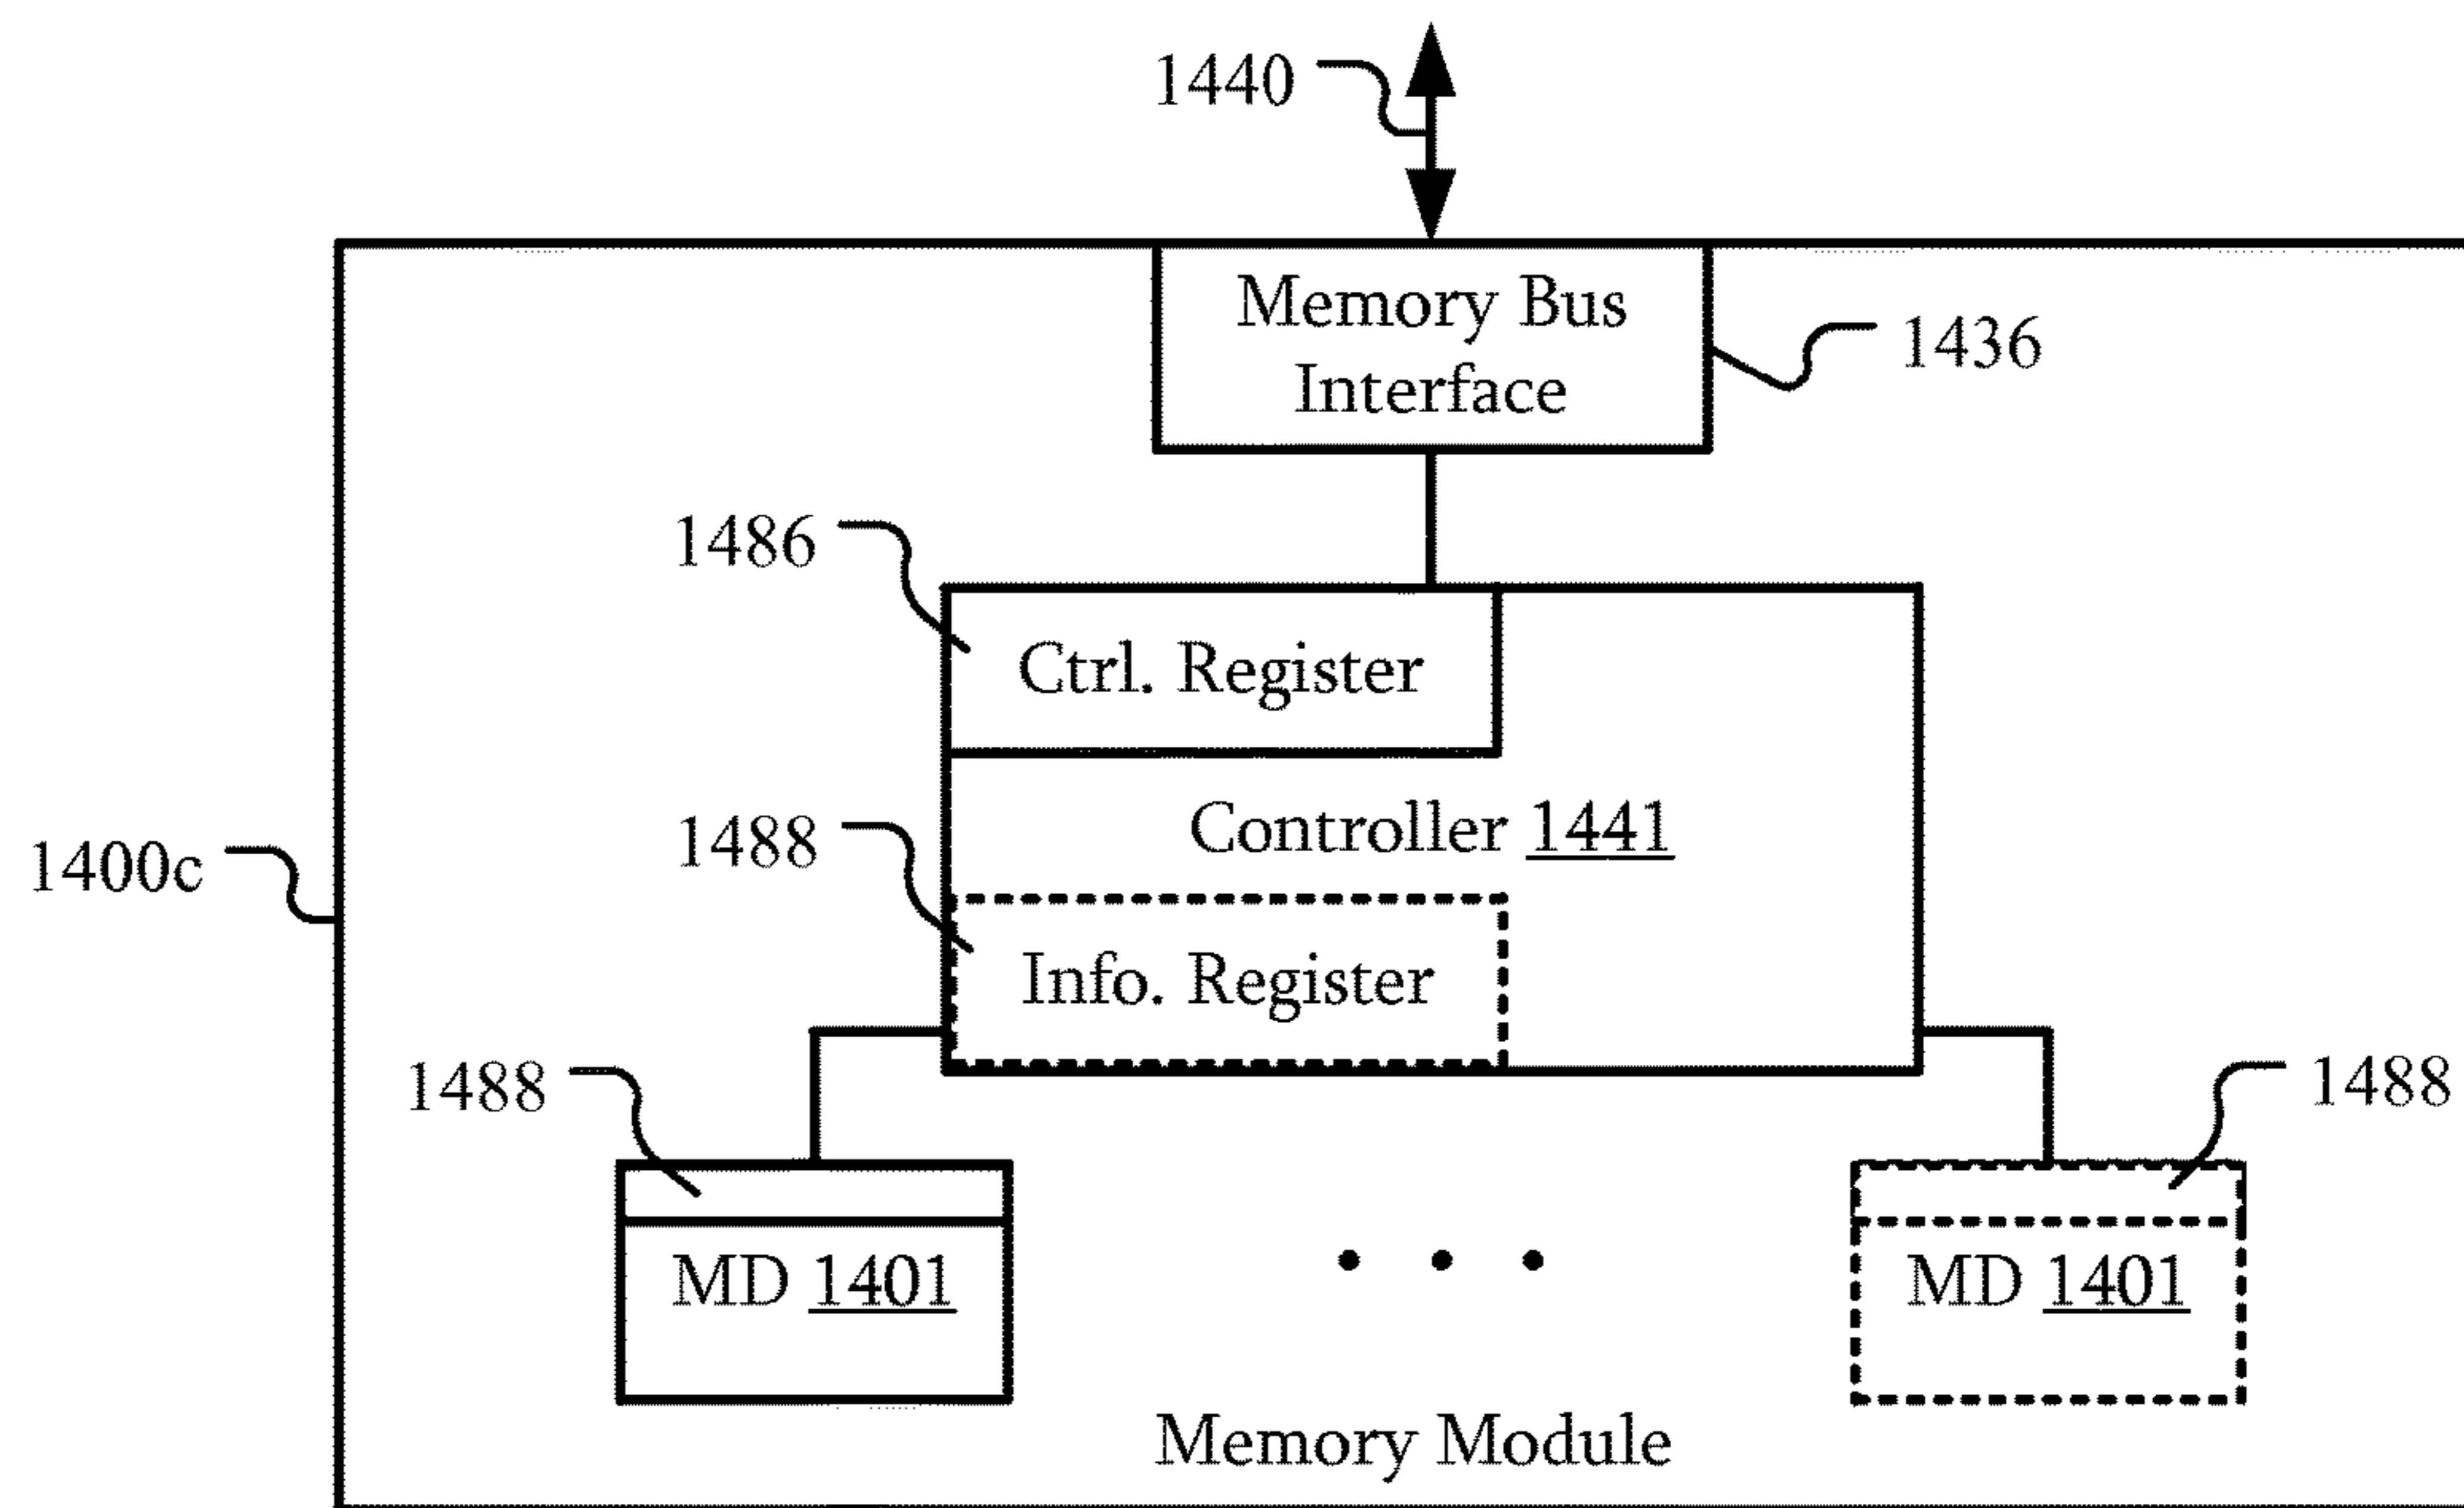 1440
Memory Bus
Interface
1436
1486
Ctrl. Register
Controller 1441
1488
1400c
Info. Register
1488
1488
MD 1401
MD 1401
Memory Module